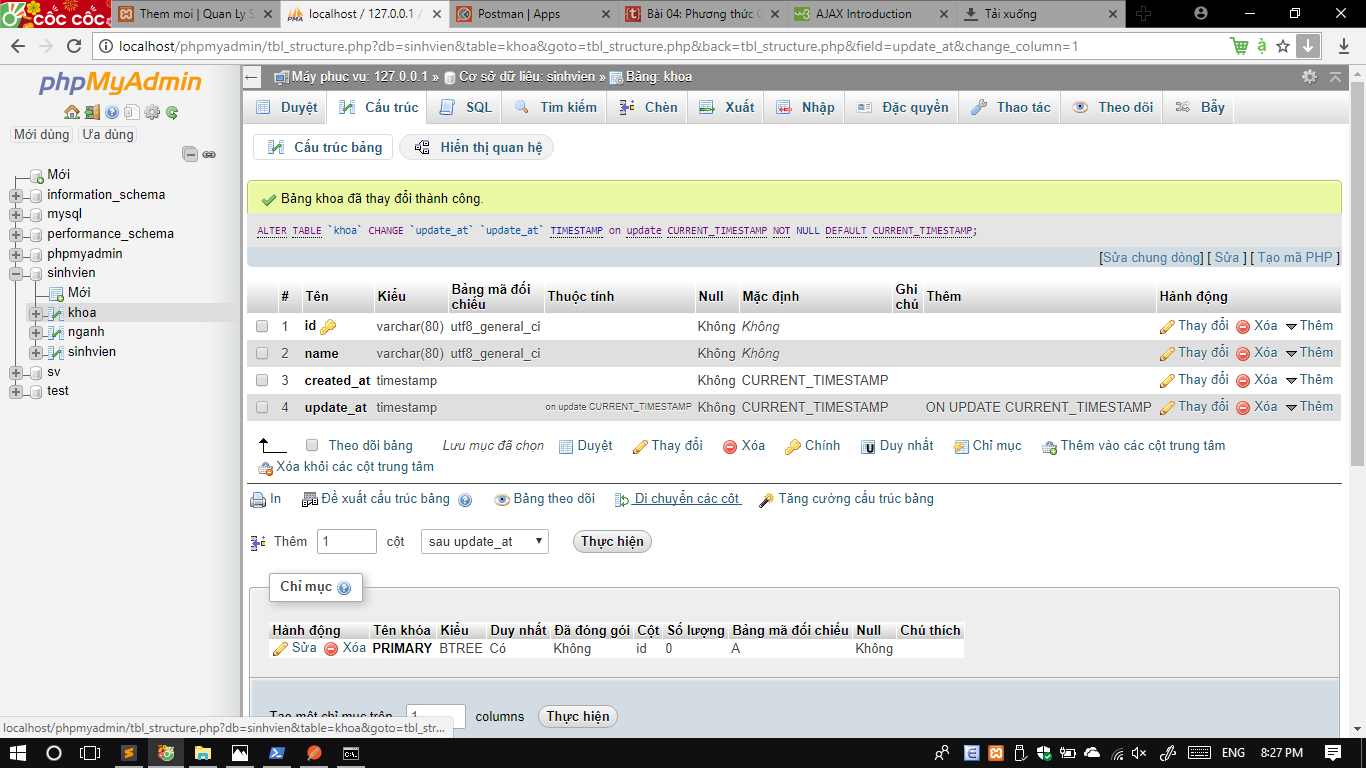 cốc cốc
Them moi | Quan Ly S
localhost / 127.0.0.1 /
Postman | Apps
Bài 04: Phương thức G
AJAX Introduction
Tải xuống
localhost/phpmyadmin/tbl_structure.php?db=sinhvien&table=khoa&goto=tbl_structure.php&back=tbl_structure.php&field=update_at&change_column=1
phpMyAdmin
Mới dùng Ưa dùng
Mới
information_schema
mysql
performance_schema
phpmyadmin
sinhvien
Mới
khoa
nganh
sinhvien
sv
test
Máy phục vụ: 127.0.0.1 » Cơ sở dữ liệu: sinhvien » Bảng: khoa
Duyệt Cấu trúc SQL Tìm kiếm Chèn Xuất Nhập Đặc quyền Thao tác Theo dõi Bẫy
Cấu trúc bảng Hiển thị quan hệ
Bảng khoa đã thay đổi thành công.
ALTER TABLE `khoa` CHANGE `update_at` `update_at` TIMESTAMP on update CURRENT_TIMESTAMP NOT NULL DEFAULT CURRENT_TIMESTAMP;
[Sửa chung dòng] [ Sửa ] [ Tạo mã PHP ]
# Tên Kiểu Bảng mã đối chiếu Thuộc tính Null Mặc định Ghi chú Thêm Hành động
1 id varchar(80) utf8_general_ci Không Không Thay đổi Xóa Thêm
2 name varchar(80) utf8_general_ci Không Không Thay đổi Xóa Thêm
3 created_at timestamp Không CURRENT_TIMESTAMP Thay đổi Xóa Thêm
4 update_at timestamp on update CURRENT_TIMESTAMP Không CURRENT_TIMESTAMP ON UPDATE CURRENT_TIMESTAMP Thay đổi Xóa Thêm
Theo dõi bảng Lưu mục đã chọn Duyệt Thay đổi Xóa Chính Duy nhất Chỉ mục Thêm vào các cột trung tâm
Xóa khỏi các cột trung tâm
In Đề xuất cấu trúc bảng Bảng theo dõi Di chuyển các cột Tăng cường cấu trúc bảng
Thêm 1 cột sau update_at Thực hiện
Chỉ mục
Hành động Tên khóa Kiểu Duy nhất Đã đóng gói Cột Số lượng Bảng mã đối chiếu Null Chú thích
Sửa Xóa PRIMARY BTREE Có Không id 0 A Không
Tạo một chỉ mục trên 1 columns Thực hiện
localhost/phpmyadmin/tbl_structure.php?db=sinhvien&table=khoa&goto=tbl_str...
ENG 8:27 PM